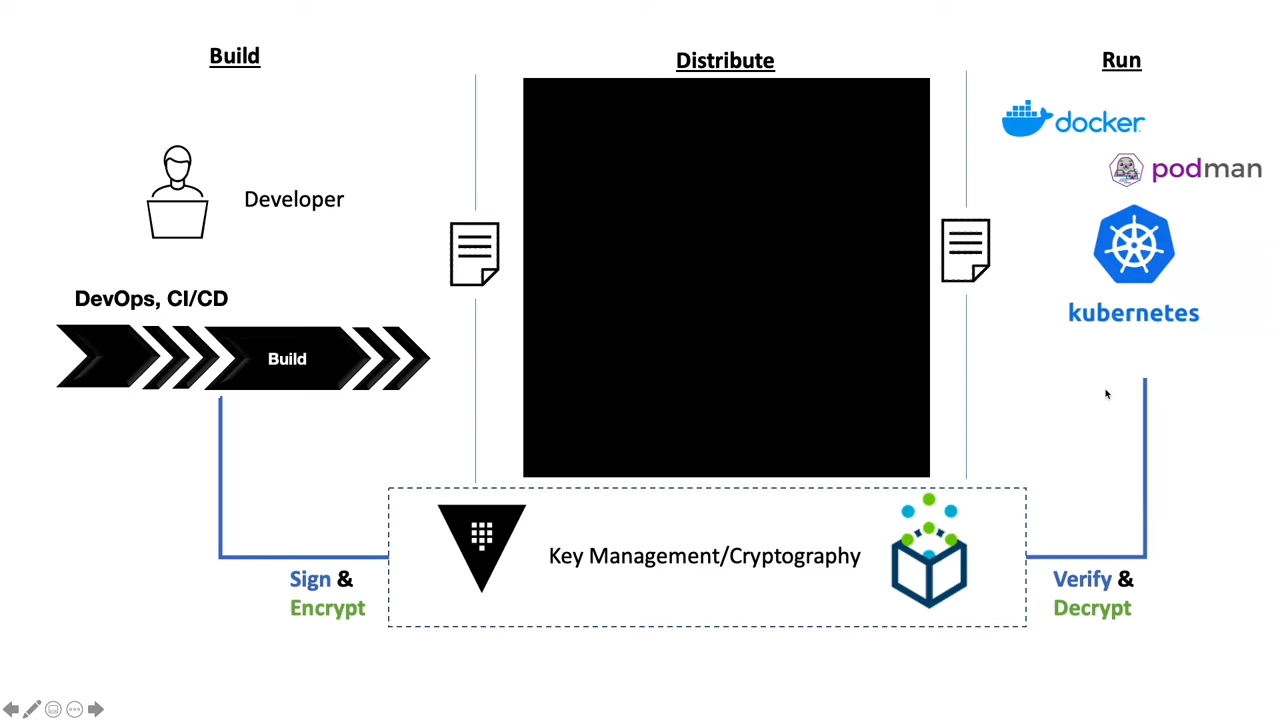 Build
Distribute
Run
docker
podman
Developer
kubernetes
DevOps, CI/CD
Build
Key Management/Cryptography
Sign &
Encrypt
Verify &
Decrypt